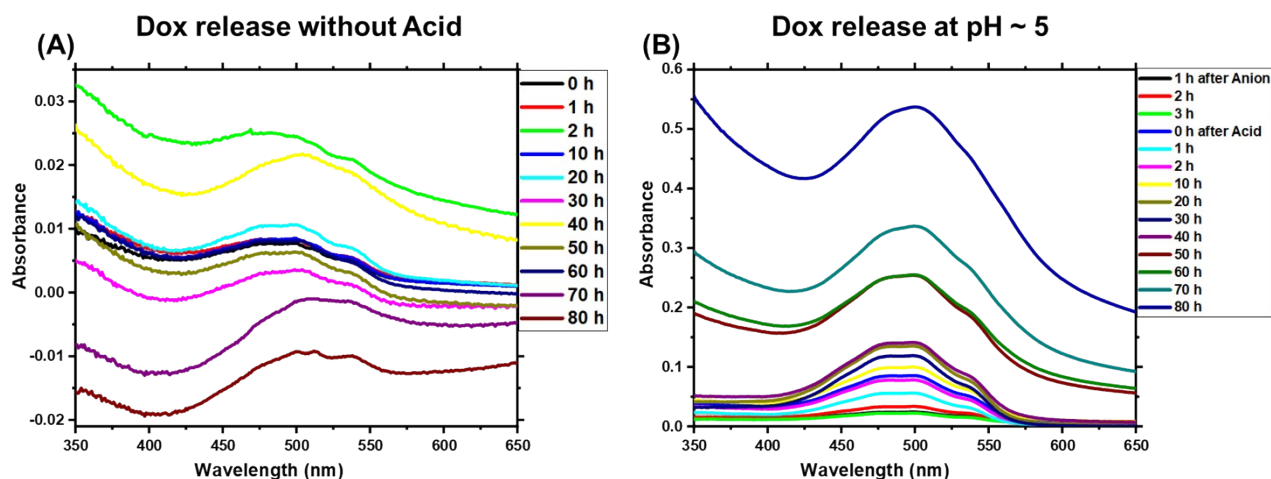 Dox release without Acid
(A)
0.03
0.02
0.01
0.00
-0.01
-0.02
Absorbance
350 400 450 500 550 600 650
Wavelength (nm)
0 h
1 h
2 h
10 h
20 h
30 h
40 h
50 h
60 h
70 h
80 h
Dox release at pH ~ 5
(B)
0.6
0.5
0.4
0.3
0.2
0.1
0.0
Absorbance
350 400 450 500 550 600 650
Wavelength (nm)
1 h after Anion
2 h
3 h
0h after Acid
1 h
2 h
10 h
20 h
30 h
40 h
50 h
60 h
70 h
80 h